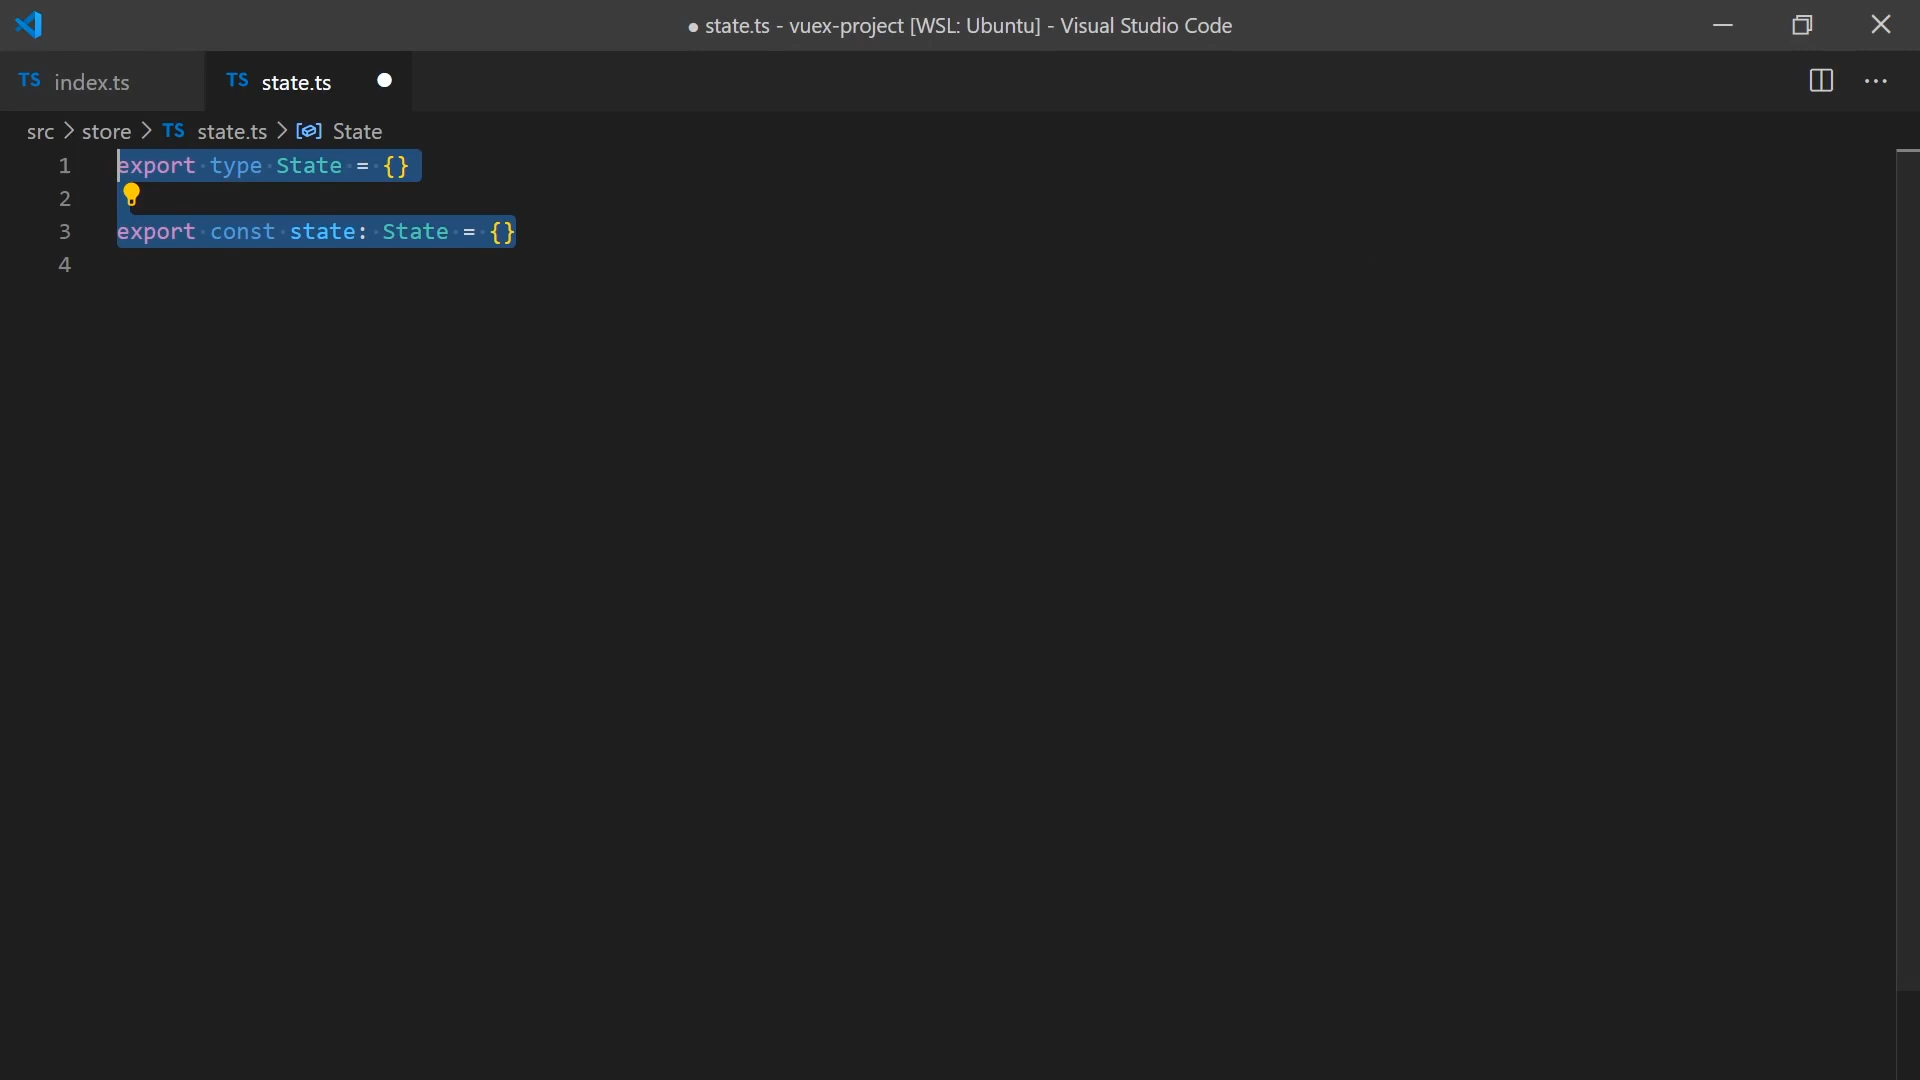 ● state.ts - vuex-project [WSL: Ubuntu] - Visual Studio Code
TS index.ts
TS state.ts
src > store > TS state.ts > State
1 export type State = {}
2
3 export const state: State = {}
4